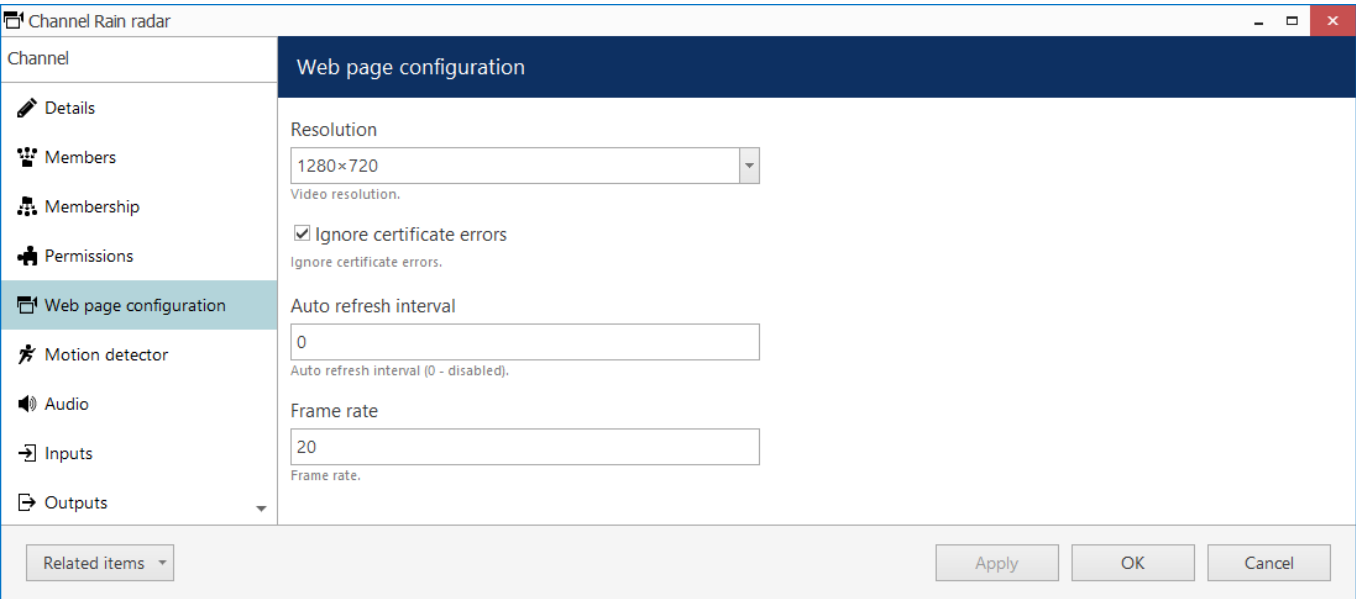 Channel Rain radar
Channel
Details
Members
Membership
Permissions
Web page configuration
Motion detector
Audio
Inputs
Outputs
Web page configuration
Resolution
1280×720
Video resolution.
Ignore certificate errors
Ignore certificate errors.
Auto refresh interval
0
Auto refresh interval (0 - disabled).
Frame rate
20
Frame rate.
Related items
Apply
OK
Cancel